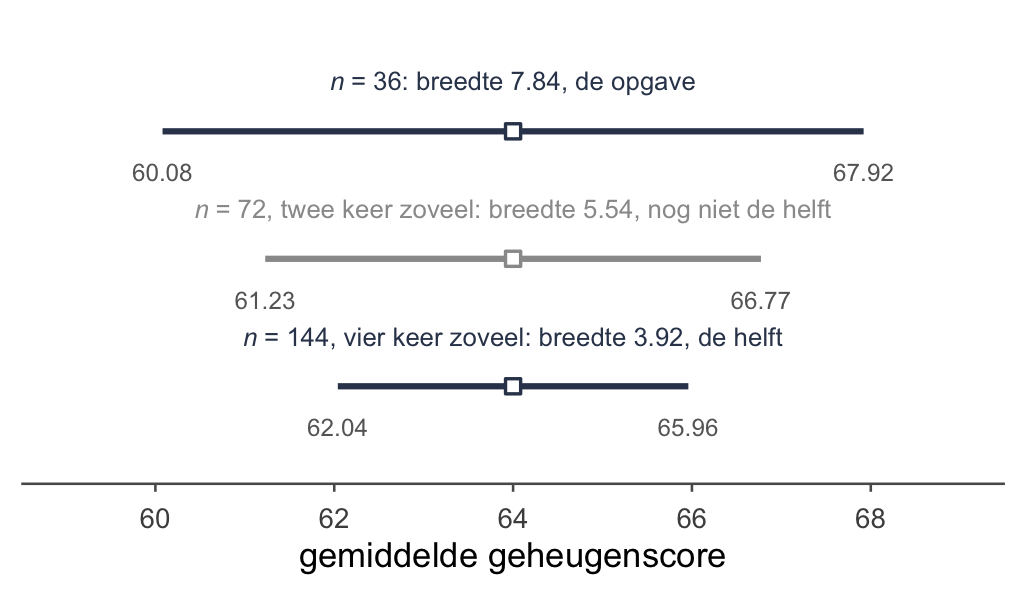 n = 36: breedte 7.84, de opgave
60.08 67.92
n = 72, twee keer zoveel: breedte 5.54, nog niet de helft
61.23 66.77
n = 144, vier keer zoveel: breedte 3.92, de helft
62.04 65.96
60 62 64 66 68
gemiddelde geheugenscore